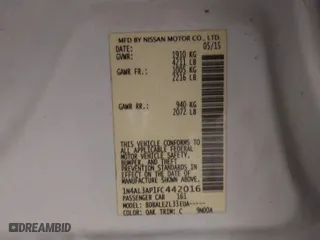 MFD BY NISSAN MOTOR CO., LTD.
DATE: 05/15
GVWR: 1910 KG
4211 LB
GAWR FR: 1005 KG
2216 LB
GAWR RR: 940 KG
2072 LB
THIS VEHICLE CONFORMS TO ALL
APPLICABLE FEDERAL MOTOR
VEHICLE SAFETY,
BUMPER, AND THEFT
PREVENTION STANDARDS IN
EFFECT ON THE DATE OF
MANUFACTURE SHOWN ABOVE.
1N4AL3AP1FC442016
PASSENGER CAR 161
COLOR: QAK TRIM: C